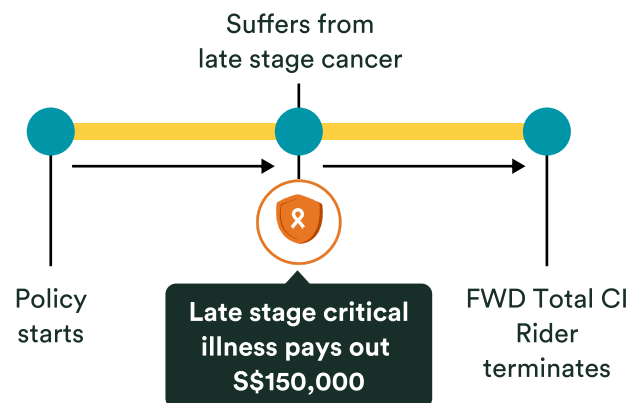 Suffers from
late stage cancer
Policy
starts
Late stage critical
illness pays out
S$150,000
FWD Total CI
Rider
terminates